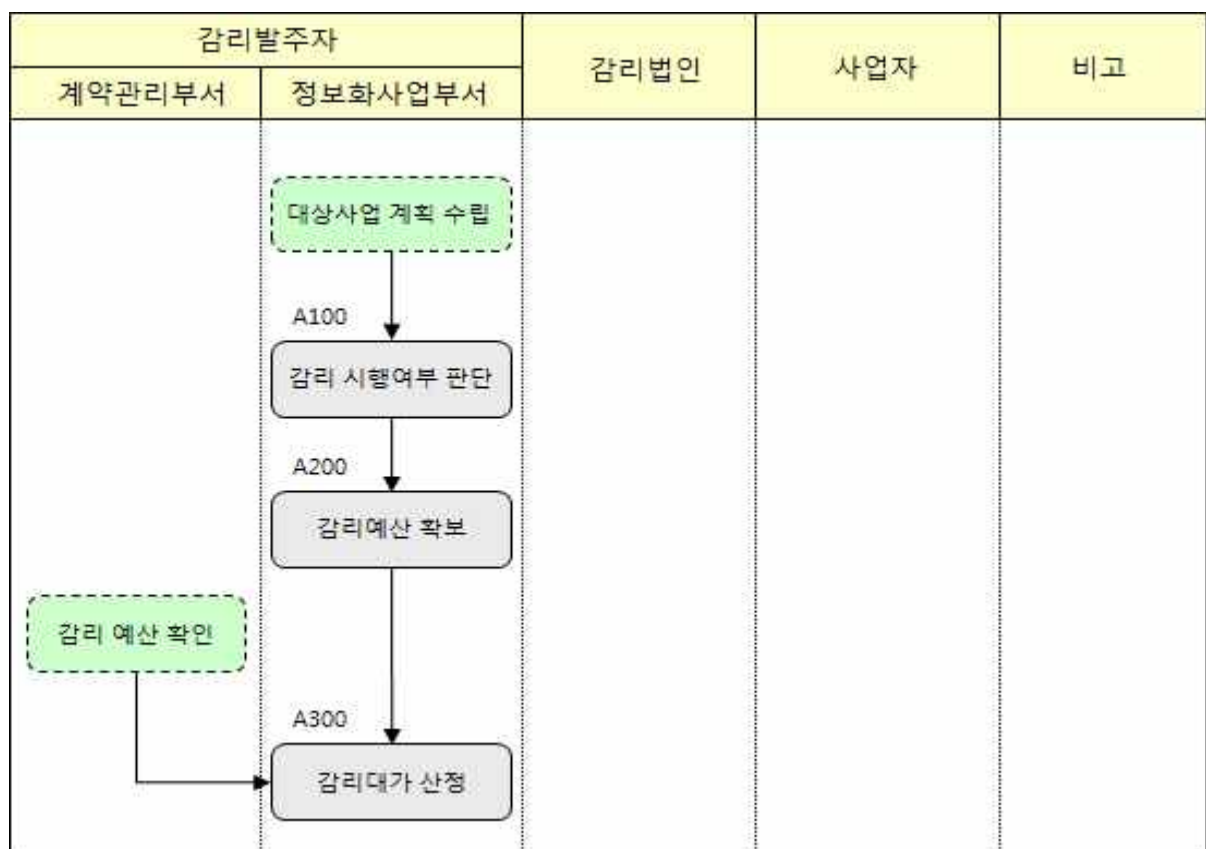 감리발주자
감리법인
사업자
비고
계약관리부서
정보화사업부서
대상사업 계획 수립
A100
감리 시행여부 판단
A200
감리예산 확보
감리 예산 확인
A300
감리대가 산정